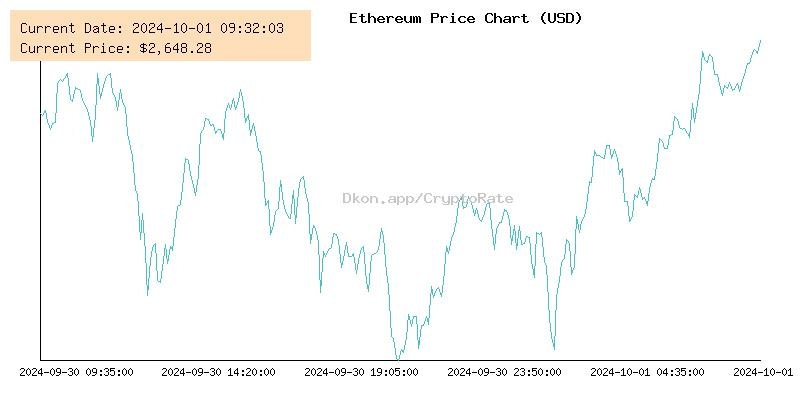 Ethereum Price Chart (USD)
Current Date: 2024-10-01 09:32:03
Current Price: $2,648.28
Dkon.app/CryptoRate
2024-09-30 09:35:00 2024-09-30 14:20:00 2024-09-30 19:05:00 2024-09-30 23:50:00 2024-10-01 04:35:00 2024-10-01